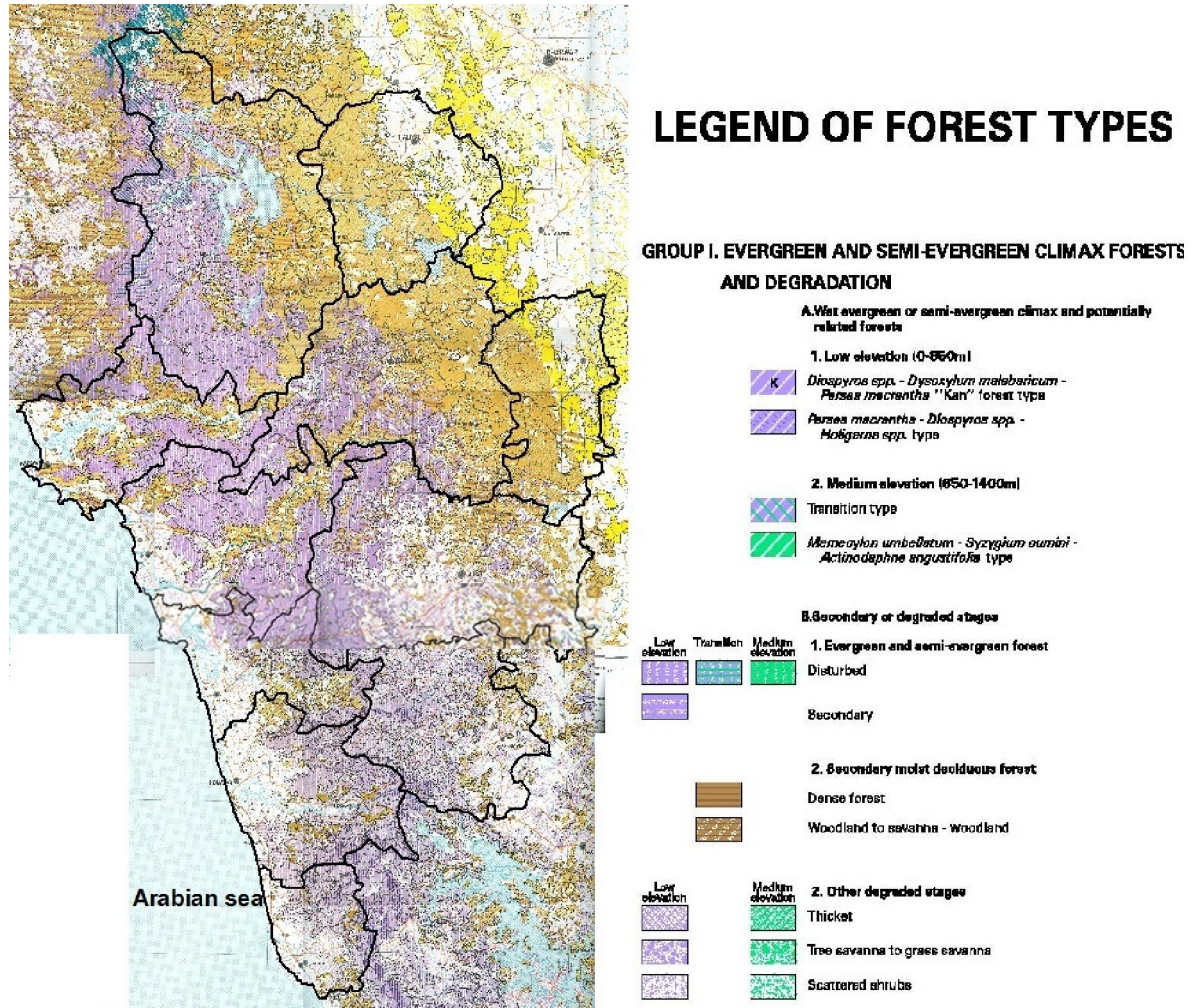 LEGEND OF FOREST TYPES
GROUP I. EVERGREEN AND SEMI-EVERGREEN CLIMAX FORESTS
AND DEGRADATION
A.Wet evergreen or semi-evergreen climax and potentially
related forests
1. Low elevation (0-850m)
K
Diospyros spp. - Dysoxylum malabaricum -
Persea macrantha "Kan" forest type
Persea macrantha - Diospyros spp. -
Holigarna spp. type
2. Medium elevation (650-1400m)
Transition type
Memecylon umbellatum - Syzygium cumini -
Actinodaphne angustifolia type
B.Secondary or degraded stages
Low elevation
Transition
Medium elevation
1. Evergreen and semi-evergreen forest
Disturbed
Secondary
2. Secondary moist deciduous forest
Dense forest
Woodland to savanna - woodland
Low elevation
Medium elevation
2. Other degraded stages
Thicket
Tree savanna to grass savanna
Scattered shrubs
Arabian sea